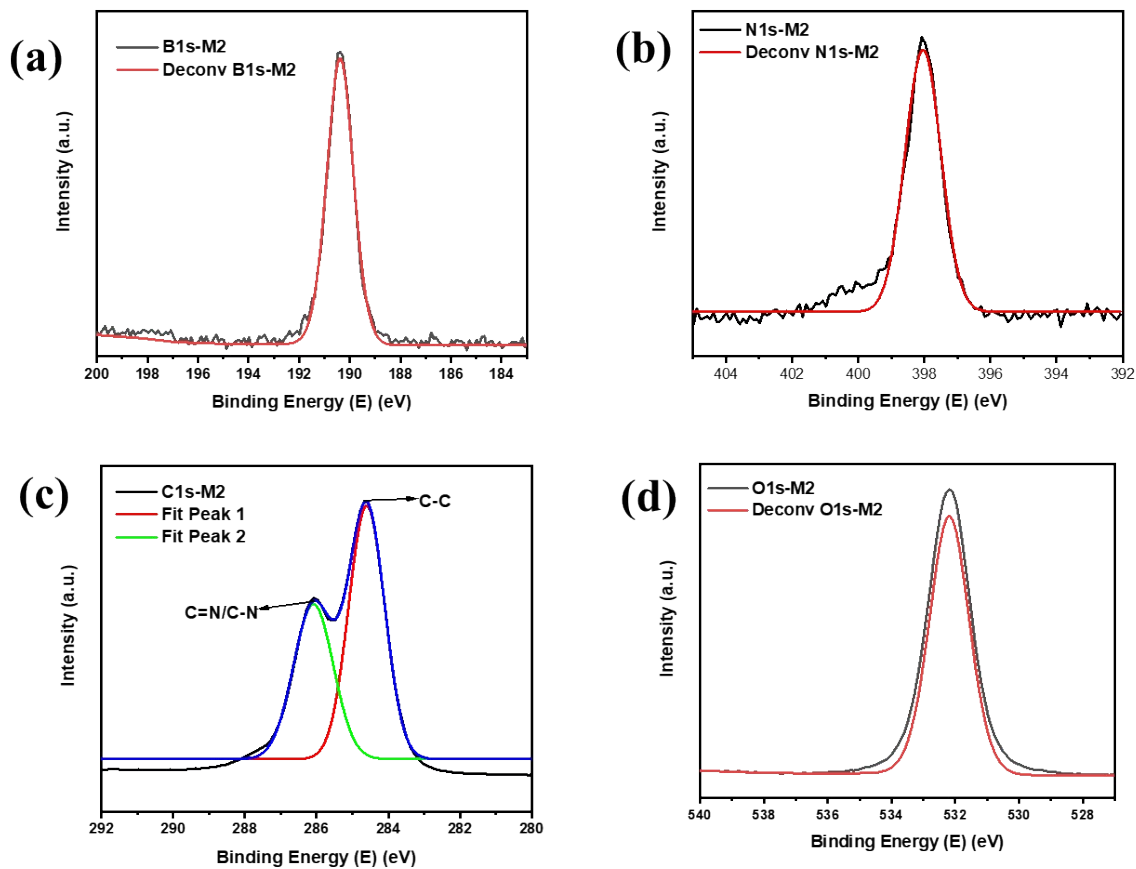 (a)
B1s-M2
Deconv B1s-M2
Intensity (a.u.)
200 198 196 194 192 190 188 186 184
Binding Energy (E) (eV)
(b)
N1s-M2
Deconv N1s-M2
Intensity (a.u.)
404 402 400 398 396 394 392
Binding Energy (E) (eV)
(c)
C1s-M2
Fit Peak 1
Fit Peak 2
C-C
C=N/C-N
Intensity (a.u.)
292 290 288 286 284 282 280
Binding Energy (E) (eV)
(d)
O1s-M2
Deconv O1s-M2
Intensity (a.u.)
540 538 536 534 532 530 528
Binding Energy (E) (eV)